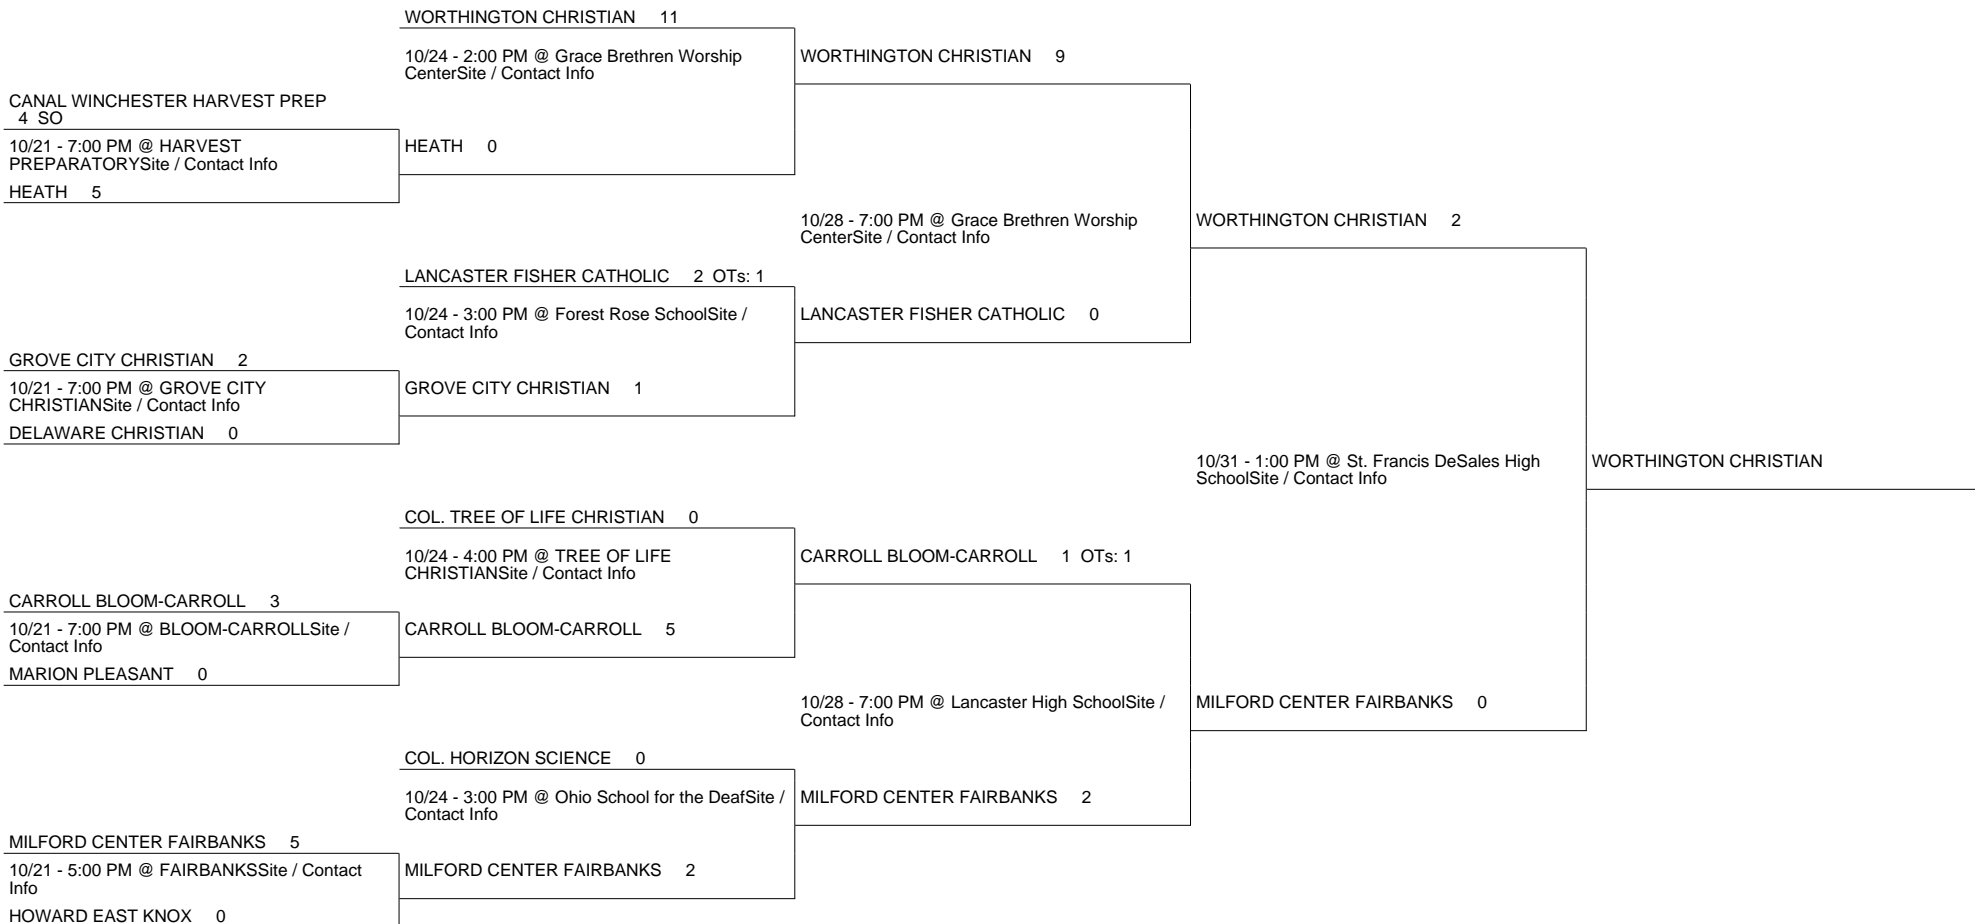 WORTHINGTON CHRISTIAN 11
10/24 - 2:00 PM @ Grace Brethren Worship
CenterSite / Contact Info
WORTHINGTON CHRISTIAN 9
CANAL WINCHESTER HARVEST PREP
4 SO
10/21 - 7:00 PM @ HARVEST
PREPARATORYSite / Contact Info
HEATH 0
HEATH 5
10/28 - 7:00 PM @ Grace Brethren Worship
CenterSite / Contact Info
WORTHINGTON CHRISTIAN 2
LANCASTER FISHER CATHOLIC 2 OTs: 1
10/24 - 3:00 PM @ Forest Rose SchoolSite /
Contact Info
LANCASTER FISHER CATHOLIC 0
GROVE CITY CHRISTIAN 2
10/21 - 7:00 PM @ GROVE CITY
CHRISTIANSite / Contact Info
GROVE CITY CHRISTIAN 1
DELAWARE CHRISTIAN 0
10/31 - 1:00 PM @ St. Francis DeSales High
SchoolSite / Contact Info
WORTHINGTON CHRISTIAN
COL. TREE OF LIFE CHRISTIAN 0
10/24 - 4:00 PM @ TREE OF LIFE
CHRISTIANSite / Contact Info
CARROLL BLOOM-CARROLL 1 OTs: 1
CARROLL BLOOM-CARROLL 3
10/21 - 7:00 PM @ BLOOM-CARROLLSite /
Contact Info
CARROLL BLOOM-CARROLL 5
MARION PLEASANT 0
10/28 - 7:00 PM @ Lancaster High SchoolSite /
Contact Info
MILFORD CENTER FAIRBANKS 0
COL. HORIZON SCIENCE 0
10/24 - 3:00 PM @ Ohio School for the DeafSite /
Contact Info
MILFORD CENTER FAIRBANKS 2
MILFORD CENTER FAIRBANKS 5
10/21 - 5:00 PM @ FAIRBANKSSite / Contact
Info
MILFORD CENTER FAIRBANKS 2
HOWARD EAST KNOX 0